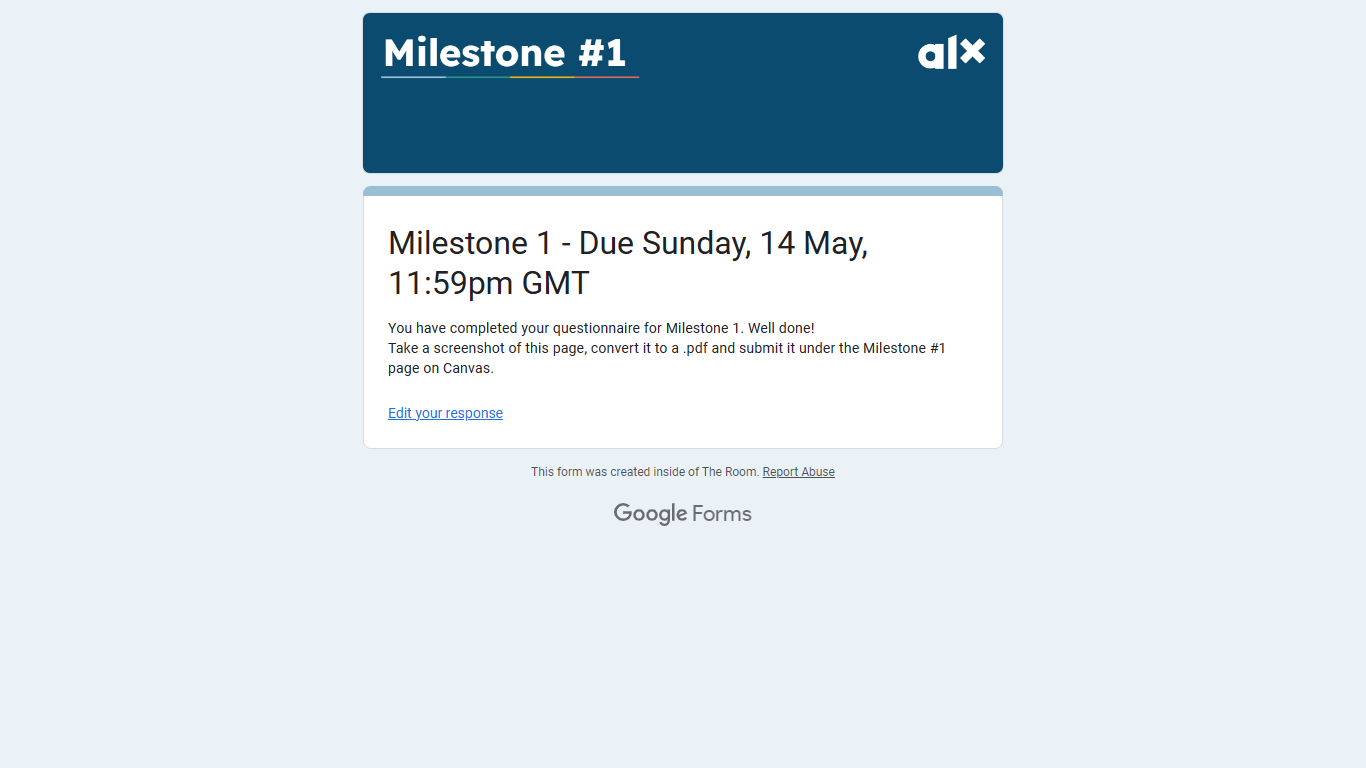 Milestone #1
alx
Milestone 1 - Due Sunday, 14 May,
11:59pm GMT
You have completed your questionnaire for Milestone 1. Well done!
Take a screenshot of this page, convert it to a .pdf and submit it under the Milestone #1
page on Canvas.
Edit your response
This form was created inside of The Room. Report Abuse
Google Forms